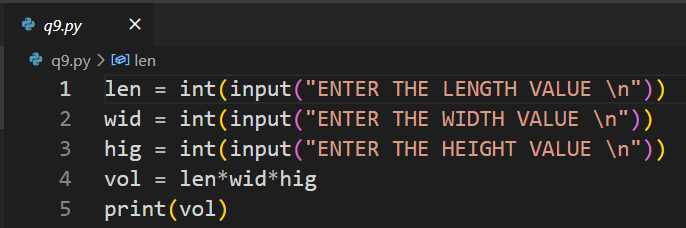 q9.py ×
q9.py > len
1 len = int(input("ENTER THE LENGTH VALUE \n"))
2 wid = int(input("ENTER THE WIDTH VALUE \n"))
3 hig = int(input("ENTER THE HEIGHT VALUE \n"))
4 vol = len*wid*hig
5 print(vol)